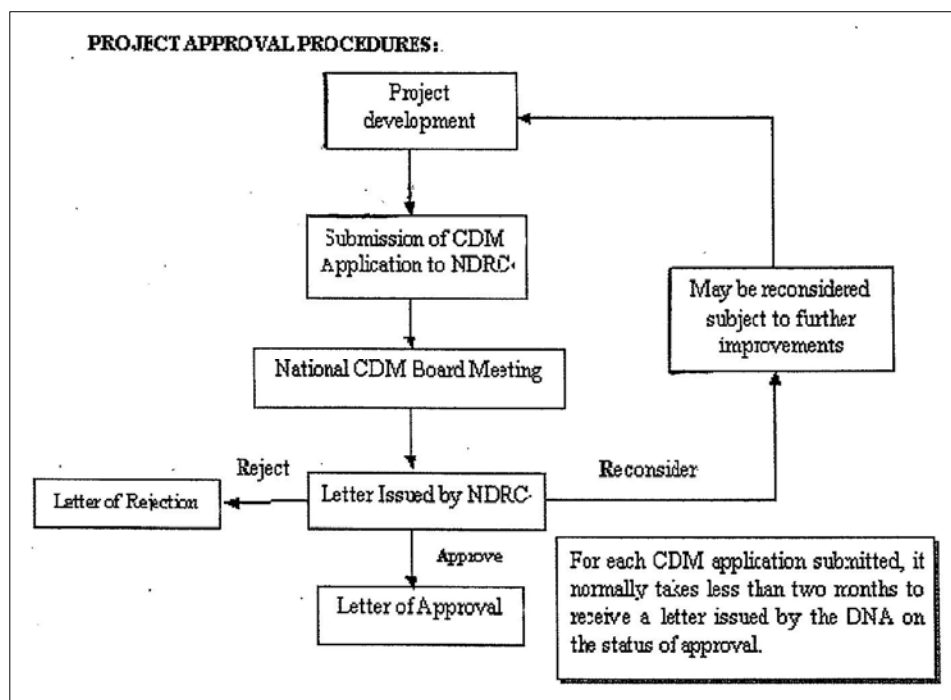 PROJECT APPROVAL PROCEDURES:
Project
development
Submission of CDM
Application to NDRC
National CDM Board Meeting
May be reconsidered
subject to further
improvements
Reject
Reconsider
Letter of Rejection
Letter Issued by NDRC
Approve
Letter of Approval
For each CDM application submitted, it
normally takes less than two months to
receive a letter issued by the DNA on
the status of approval.